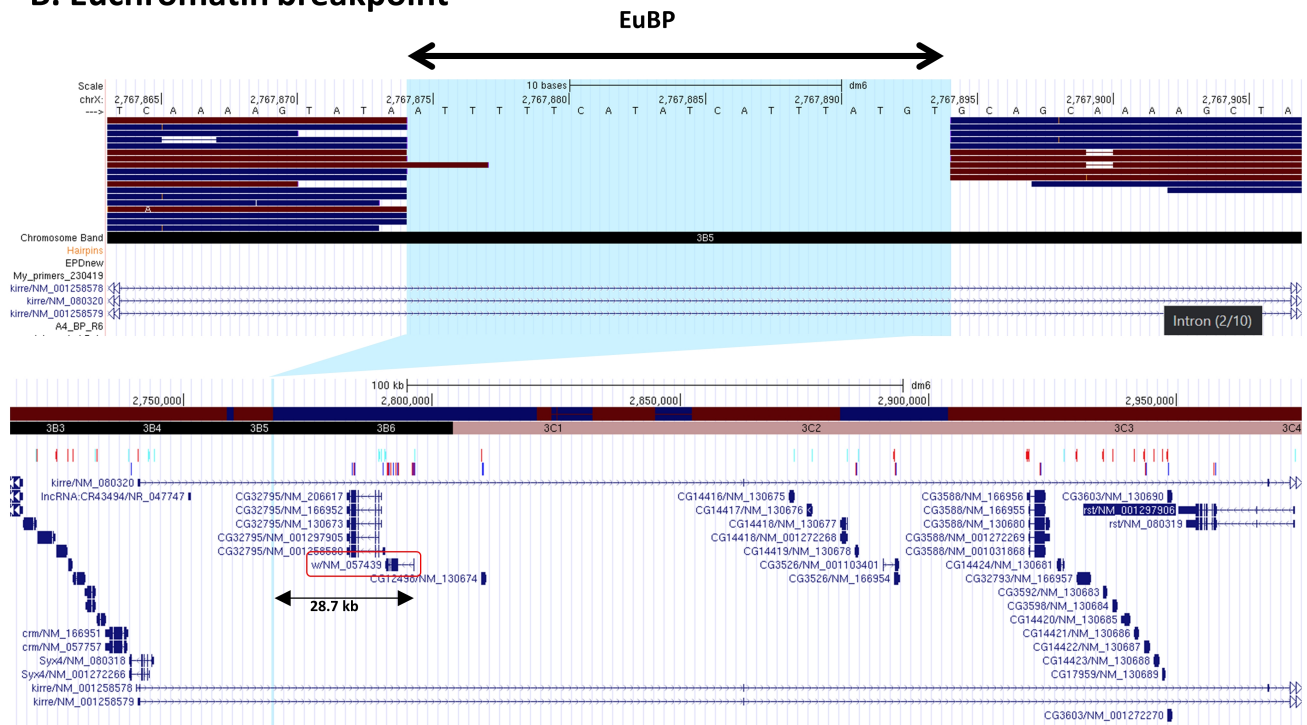 B. Euchromatin breakpoint
EuBP
Scale 10 bases dm6
chrX: 2,767,865 2,767,870 2,767,875 2,767,880 2,767,885 2,767,890 2,767,895 2,767,900 2,767,905
---> T C A A A A G T A T A A T T T T T C A T A T C A T T A T G T G C A G C A A A A G C T A
A
Chromosome Band 3B5
Hairpins
EPDnew
My_primers_230419
kirre/NM_001258578
kirre/NM_080320
kirre/NM_001258579
A4_BP_R6
Intron (2/10)
100 kb dm6
2,750,000 2,800,000 2,850,000 2,900,000 2,950,000
3B3 3B4 3B5 3B6 3C1 3C2 3C3 3C4
kirre/NM_080320
lncRNA:CR43494/NR_047747 CG32795/NM_206617 CG14416/NM_130675 CG3588/NM_166956 CG3603/NM_130690
CG32795/NM_166952 CG14417/NM_130676 CG3588/NM_166955 rst/NM_001297906
CG32795/NM_130673 CG14418/NM_130677 CG3588/NM_130680 rst/NM_080319
CG32795/NM_001297905 CG14418/NM_001272268 CG3588/NM_001272269
CG32795/NM_001258580 CG14419/NM_130678 CG3588/NM_001031868
w/NM_057439 CG3526/NM_001103401 CG14424/NM_130681
CG12498/NM_130674 CG3526/NM_166954 CG32793/NM_166957
CG3592/NM_130683
28.7 kb CG3598/NM_130684
CG14420/NM_130685
crm/NM_166951 CG14421/NM_130686
crm/NM_057757 CG14422/NM_130687
Syx4/NM_080318 CG14423/NM_130688
Syx4/NM_001272266 CG17959/NM_130689
kirre/NM_001258578
kirre/NM_001258579
CG3603/NM_001272270